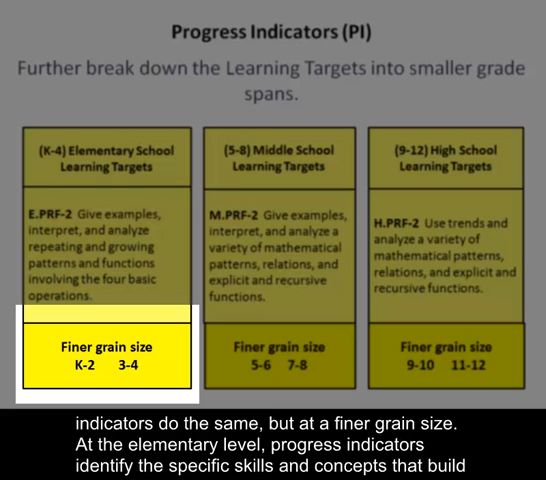 Progress Indicators (PI)
Further break down the Learning Targets into smaller grade
spans.
(K-4) Elementary School
Learning Targets
E.PRF-2 Give examples,
interpret, and analyze
repeating and growing
patterns and functions
involving the four basic
operations.
Finer grain size
K-2 3-4
(5-8) Middle School
Learning Targets
M.PRF-2 Give examples,
interpret, and analyze a
variety of mathematical
patterns, relations, and
explicit and recursive
functions.
Finer grain size
5-6 7-8
(9-12) High School
Learning Targets
H.PRF-2 Use trends and
analyze a variety of
mathematical patterns,
relations, and explicit and
recursive functions.
Finer grain size
9-10 11-12
indicators do the same, but at a finer grain size.
At the elementary level, progress indicators
identify the specific skills and concepts that build